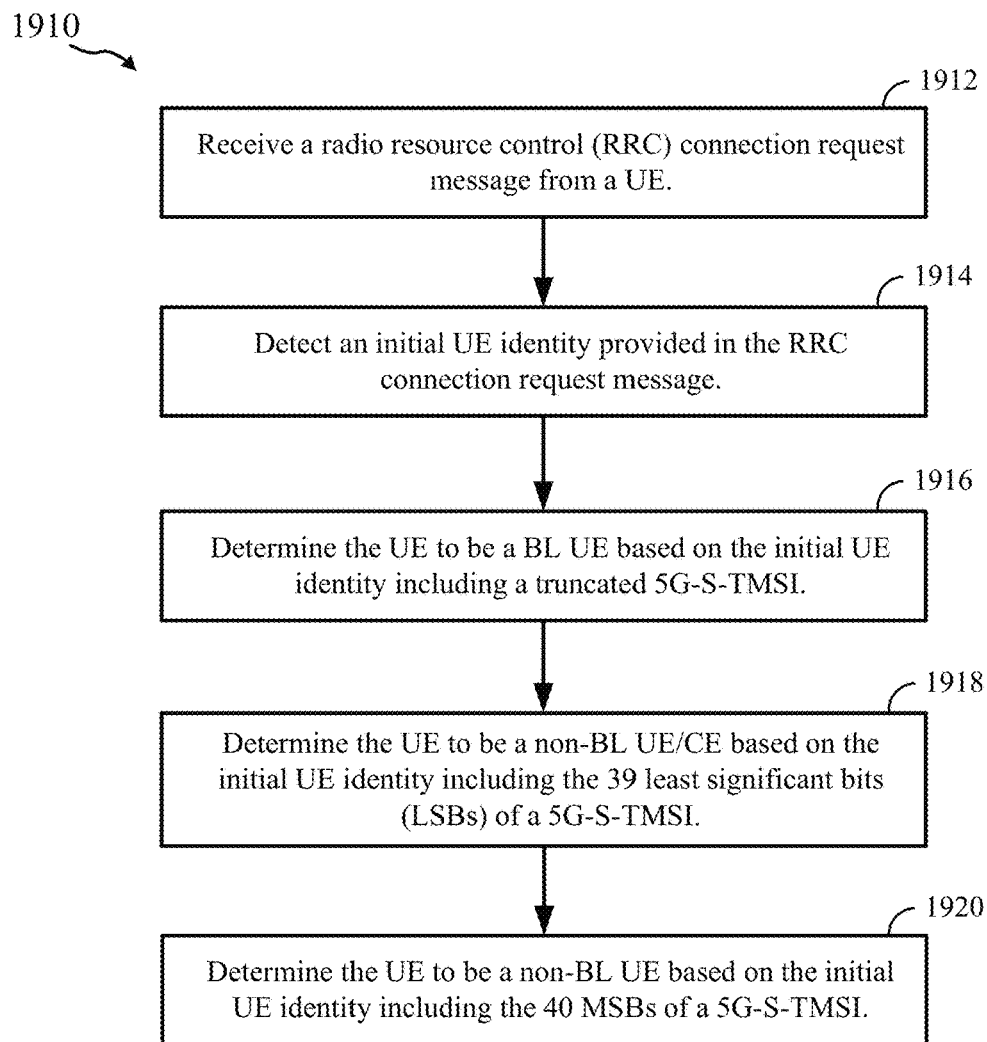 1910
1912
Receive a radio resource control (RRC) connection request
message from a UE.
1914
Detect an initial UE identity provided in the RRC
connection request message.
1916
Determine the UE to be a BL UE based on the initial UE
identity including a truncated 5G-S-TMSI.
1918
Determine the UE to be a non-BL UE/CE based on the
initial UE identity including the 39 least significant bits
(LSBs) of a 5G-S-TMSI.
1920
Determine the UE to be a non-BL UE based on the initial
UE identity including the 40 MSBs of a 5G-S-TMSI.